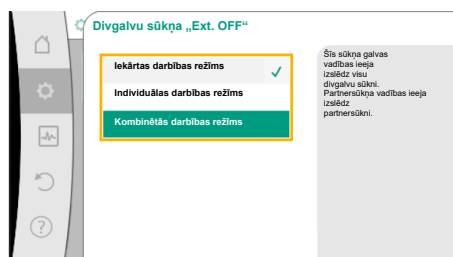 Divgalvu sūkņa „Ext. OFF“
Iekārtas darbības režīms
Individuālas darbības režīms
Kombinētās darbības režīms
Šīs sūkņa galvas
vadības ieeja
izslēdz visu
divgalvu sūkni.
Partnersūkņa vadības ieeja
izslēdz
partnersūkni.